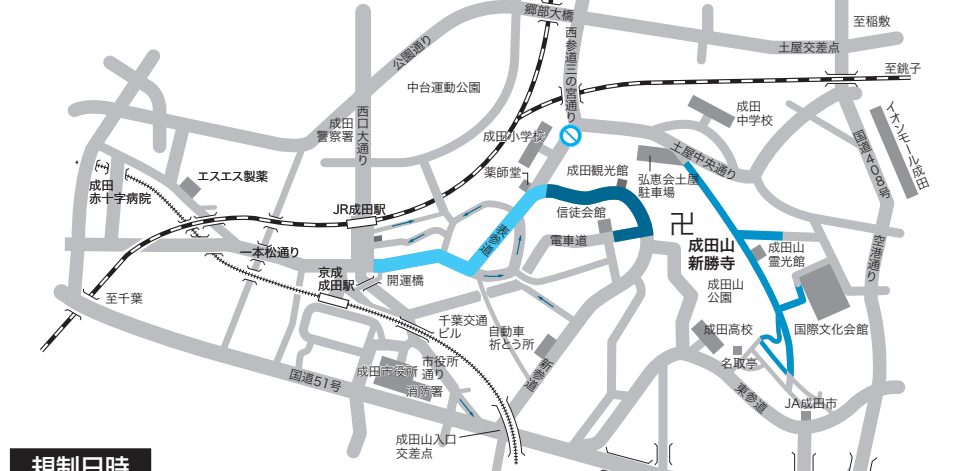 郷部大橋
至稲敷
公園通り
西参道三の宮通り
土屋交差点
至銚子
中台運動公園
西口大通り
成田
警察署
成田小学校
成田
中学校
イオンモール成田
国道408号
土屋中央通り
薬師堂
成田観光館
弘恵会土屋
駐車場
エスエス製薬
成田
赤十字病院
JR成田駅
信徒会館
表参道
電車道
卍
成田山
新勝寺
成田山
霊光館
空港通り
一本松通り
京成
成田駅
開運橋
成田山
公園
至千葉
千葉交通
ビル
自動車
祈とう所
成田高校
国際文化会館
名取亭
新参道
市役所
通り
成田市役所
消防署
国道51号
東参道
JA成田市
成田山入口
交差点
規制日時